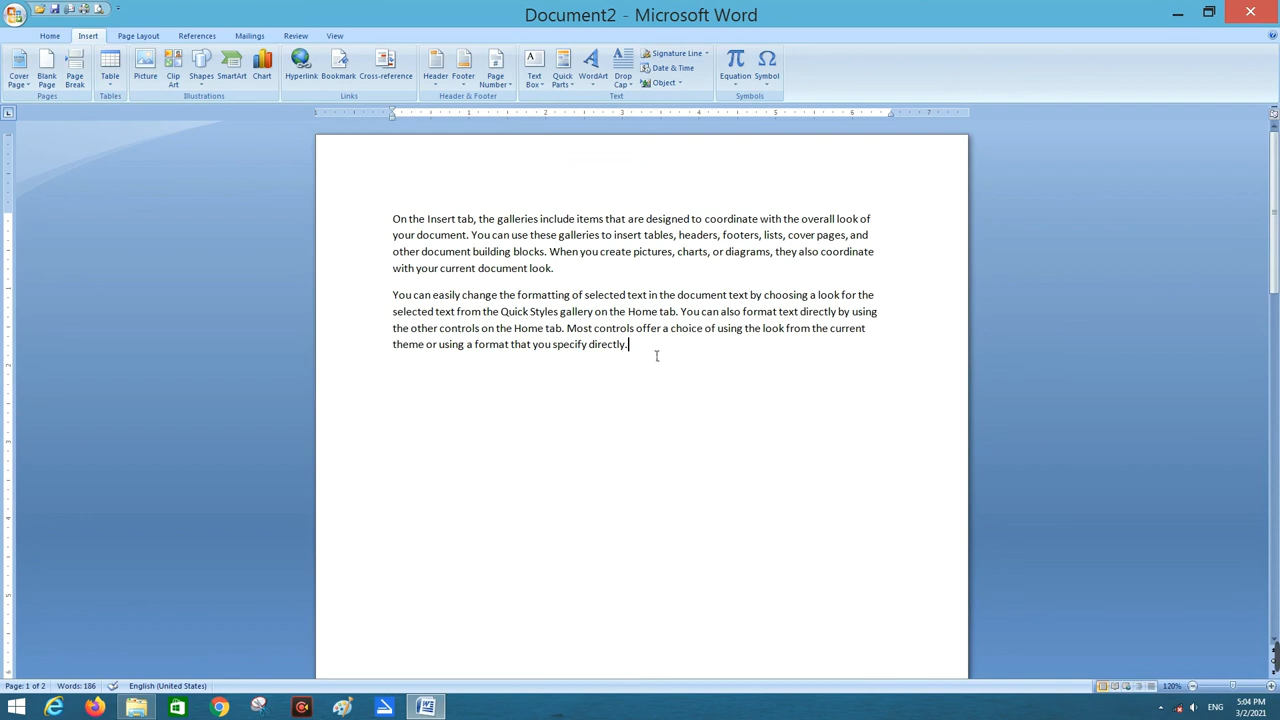 Document2 - Microsoft Word
Home Insert Page Layout References Mailings Review View
Cover Page Blank Page Page Break Table Picture Clip Art Shapes SmartArt Chart Hyperlink Bookmark Cross-reference Header Footer Page Number Text Box Quick Parts WordArt Drop Cap Signature Line Date & Time Object Equation Symbol
Pages Tables Illustrations Links Header & Footer Text Symbols
1 1 2 3 4 5 6 7
On the Insert tab, the galleries include items that are designed to coordinate with the overall look of
your document. You can use these galleries to insert tables, headers, footers, lists, cover pages, and
other document building blocks. When you create pictures, charts, or diagrams, they also coordinate
with your current document look.
You can easily change the formatting of selected text in the document text by choosing a look for the
selected text from the Quick Styles gallery on the Home tab. You can also format text directly by using
the other controls on the Home tab. Most controls offer a choice of using the look from the current
theme or using a format that you specify directly.
Page: 1 of 2 Words: 186 English (United States) 120%
ENG 5:04 PM
3/2/2021